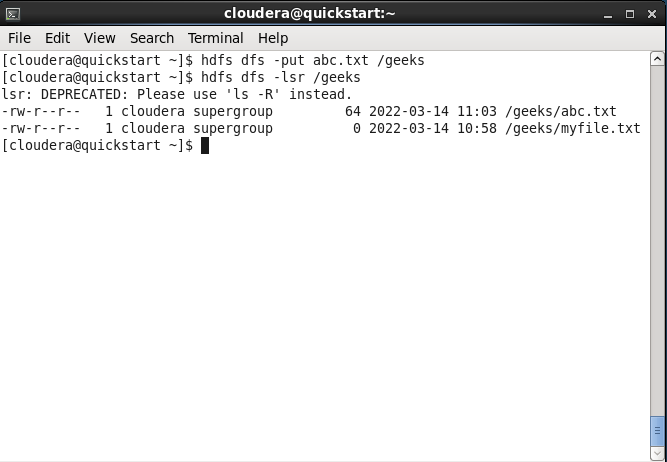 cloudera@quickstart:~
File Edit View Search Terminal Help
[cloudera@quickstart ~]$ hdfs dfs -put abc.txt /geeks
[cloudera@quickstart ~]$ hdfs dfs -lsr /geeks
lsr: DEPRECATED: Please use 'ls -R' instead.
-rw-r--r--   1 cloudera supergroup         64 2022-03-14 11:03 /geeks/abc.txt
-rw-r--r--   1 cloudera supergroup          0 2022-03-14 10:58 /geeks/myfile.txt
[cloudera@quickstart ~]$